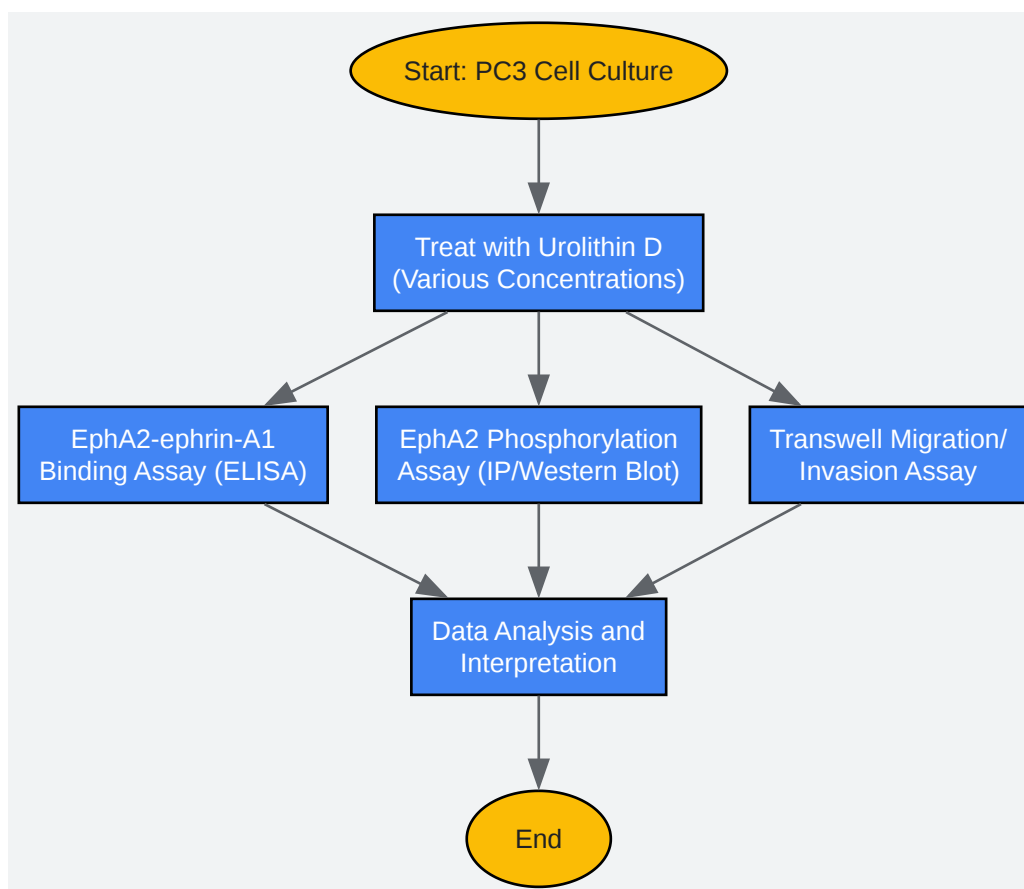 Start: PC3 Cell Culture
Treat with Urolithin D
(Various Concentrations)
EphA2-ephrin-A1
Binding Assay (ELISA)
EphA2 Phosphorylation
Assay (IP/Western Blot)
Transwell Migration/
Invasion Assay
Data Analysis and
Interpretation
End